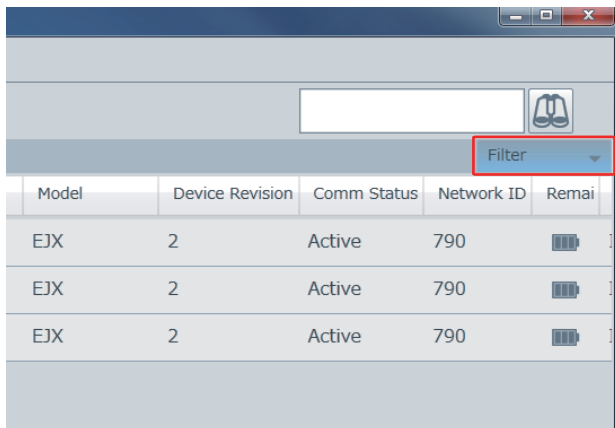 Filter
Model Device Revision Comm Status Network ID Remai
EJX 2 Active 790
EJX 2 Active 790
EJX 2 Active 790